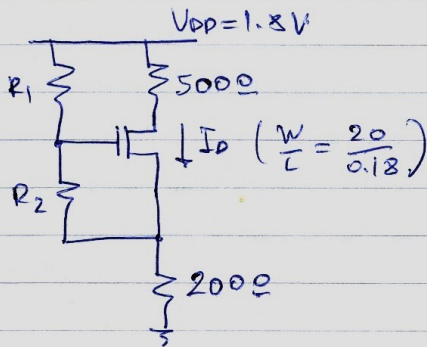 VDD=1.8V
R1
500Ω
ID (W/L = 20/0.18)
R2
200Ω